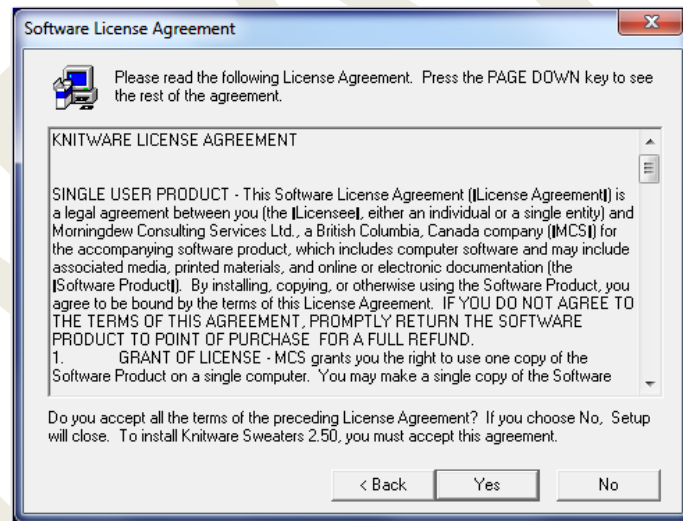 Software License Agreement
Please read the following License Agreement. Press the PAGE DOWN key to see
the rest of the agreement.
KNITWARE LICENSE AGREEMENT
SINGLE USER PRODUCT - This Software License Agreement (|License Agreement|) is
a legal agreement between you (the |Licensee|, either an individual or a single entity) and
Morningdew Consulting Services Ltd., a British Columbia, Canada company (|MCS|) for
the accompanying software product, which includes computer software and may include
associated media, printed materials, and online or electronic documentation (the
|Software Product|). By installing, copying, or otherwise using the Software Product, you
agree to be bound by the terms of this License Agreement. IF YOU DO NOT AGREE TO
THE TERMS OF THIS AGREEMENT, PROMPTLY RETURN THE SOFTWARE
PRODUCT TO POINT OF PURCHASE FOR A FULL REFUND.
1. GRANT OF LICENSE - MCS grants you the right to use one copy of the
Software Product on a single computer. You may make a single copy of the Software
Do you accept all the terms of the preceding License Agreement? If you choose No, Setup
will close. To install Knitware Sweaters 2.50, you must accept this agreement.
< Back Yes No